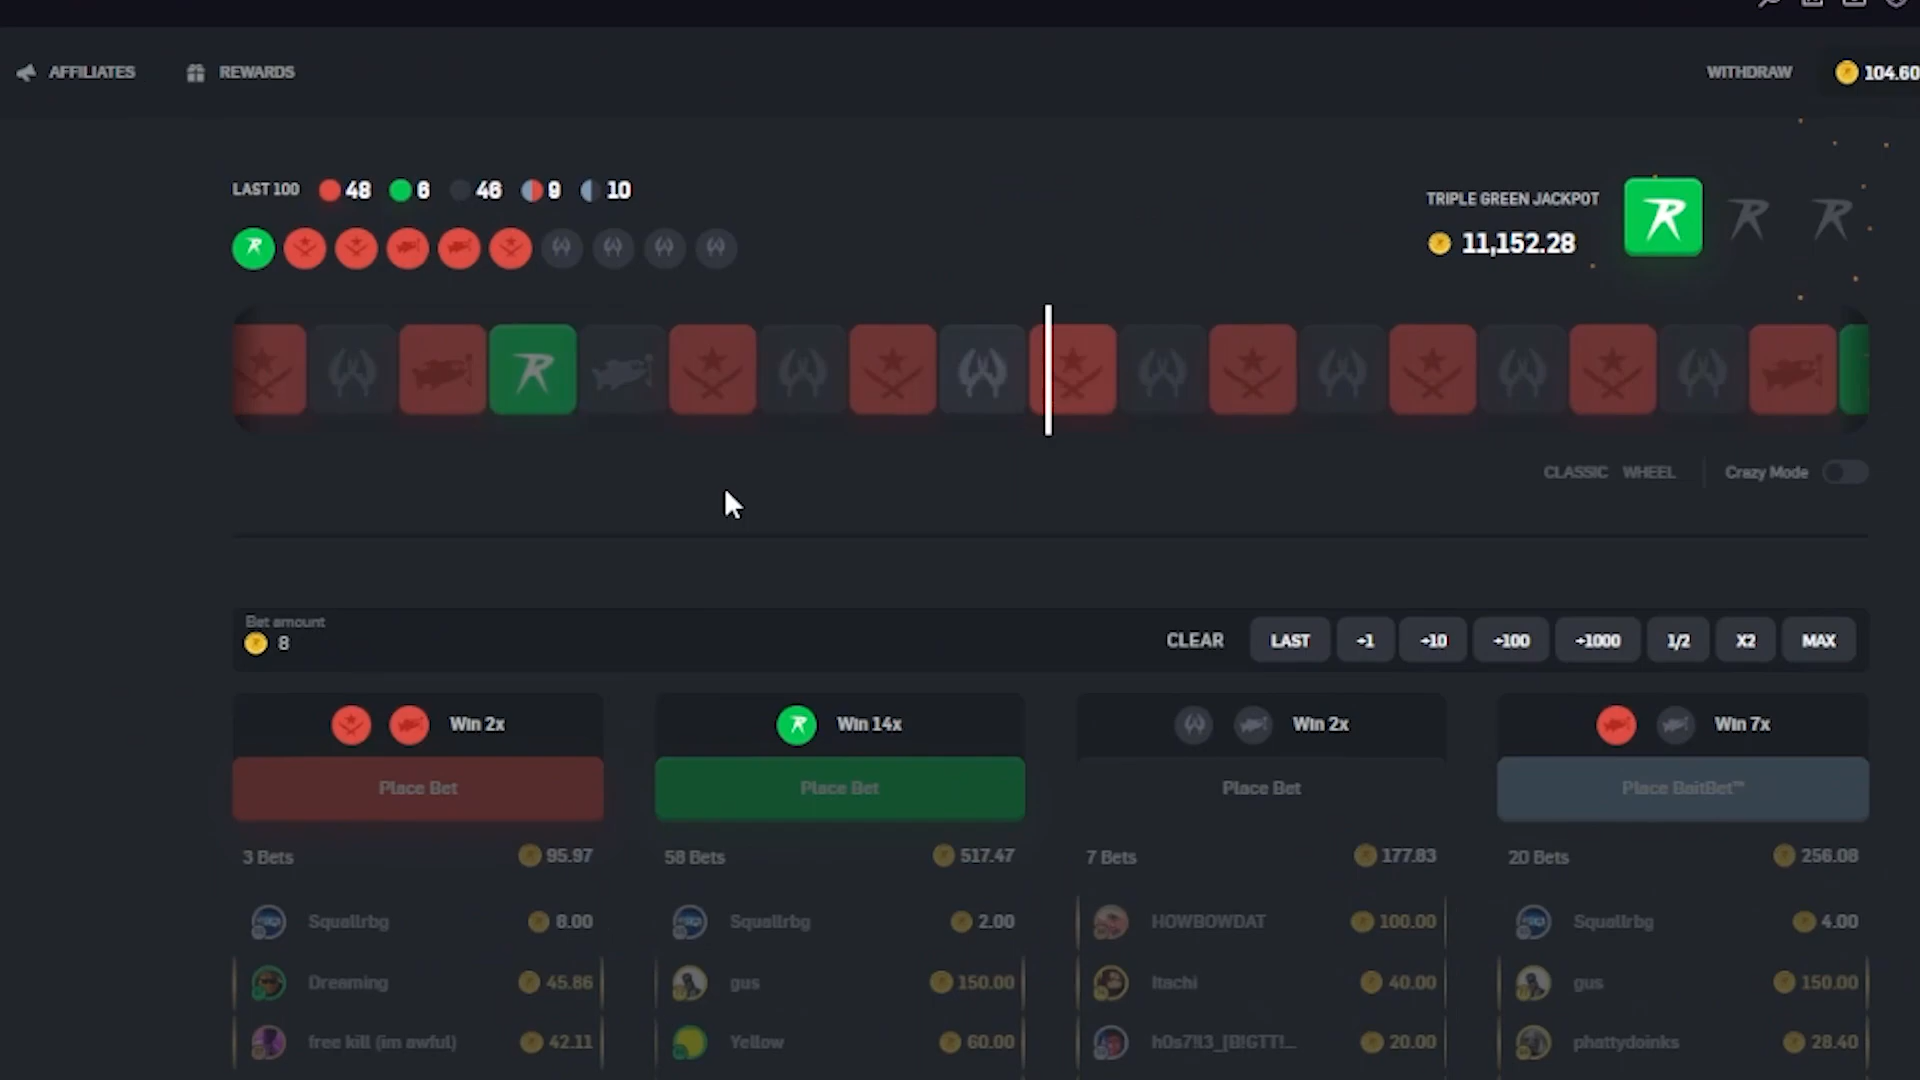 AFFILIATES REWARDS WITHDRAW 104.60
LAST 100 48 6 46 9 10
TRIPLE GREEN JACKPOT
11,152.28
CLASSIC WHEEL Crazy Mode
Bet amount
8
CLEAR LAST +1 +10 +100 +1000 1/2 X2 MAX
Win 2x Win 14x Win 2x Win 7x
Place Bet Place Bet Place Bet Place BaitBet™
3 Bets 95.97 58 Bets 517.47 7 Bets 177.83 20 Bets 256.08
Squallrbg 8.00 Squallrbg 2.00 HOWBOWDAT 100.00 Squallrbg 4.00
Dreaming 45.86 gus 150.00 Itachi 40.00 gus 150.00
free kill (im awful) 42.11 Yellow 60.00 20.00 phattydoinks 28.40